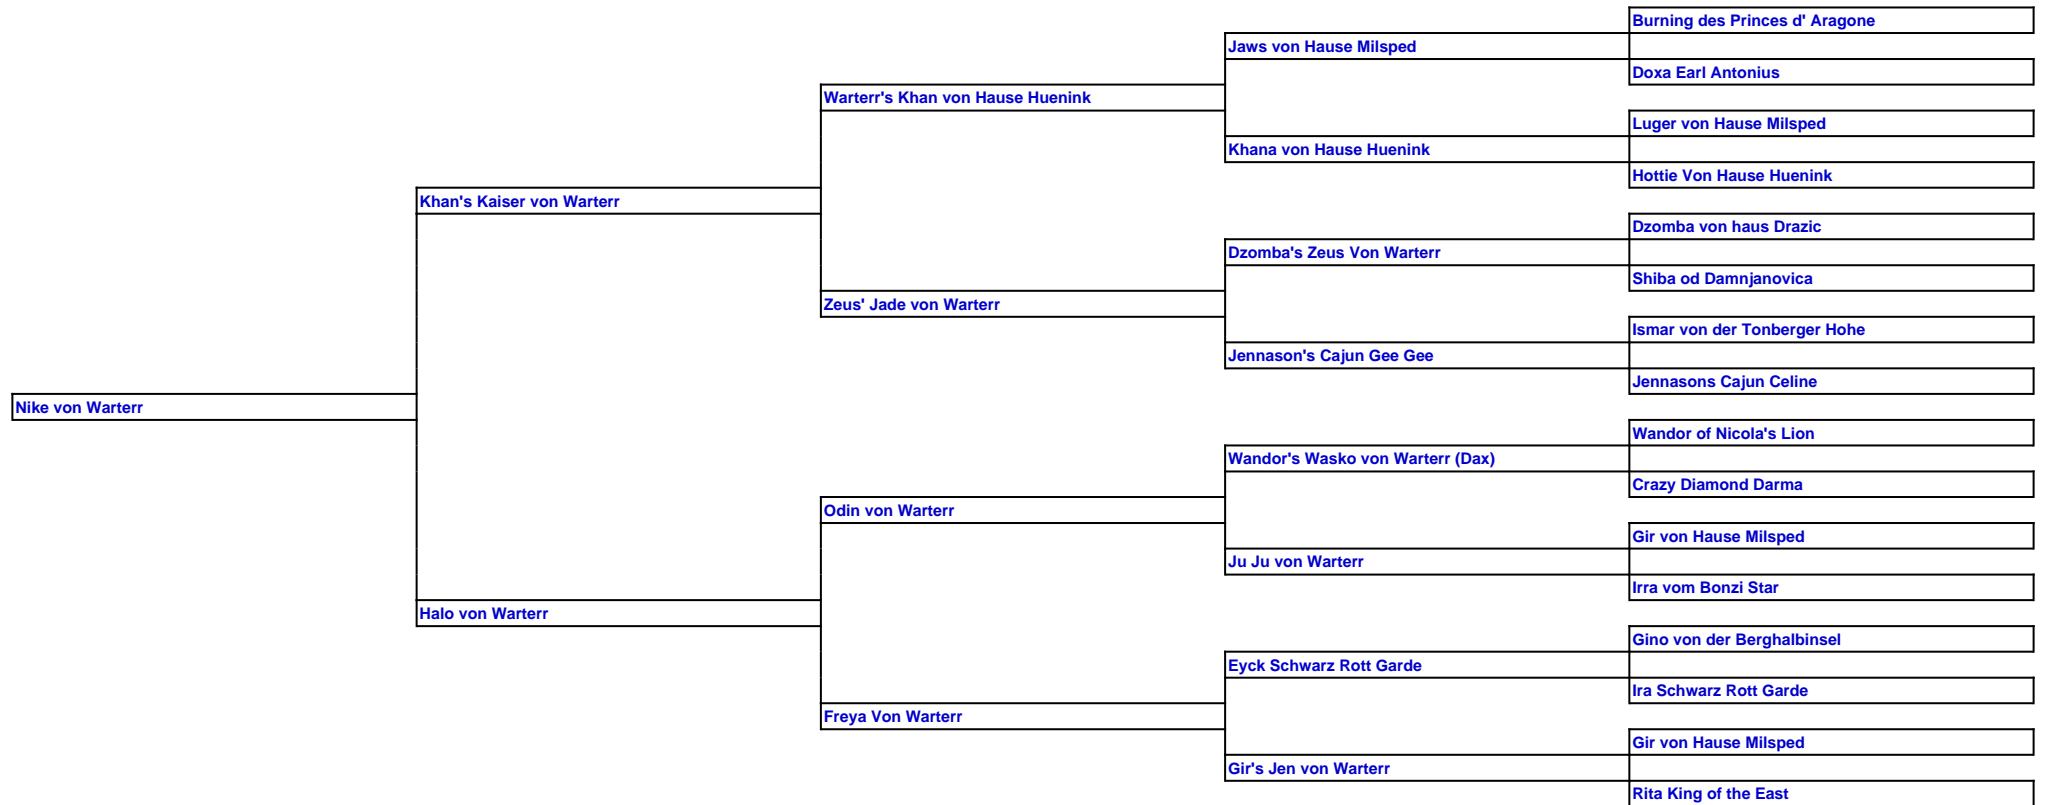 Burning des Princes d' Aragone
Jaws von Hause Milsped
Doxa Earl Antonius
Warterr's Khan von Hause Huenink
Luger von Hause Milsped
Khana von Hause Huenink
Hottie Von Hause Huenink
Khan's Kaiser von Warterr
Dzomba von haus Drazic
Dzomba's Zeus Von Warterr
Shiba od Damnjanovica
Zeus' Jade von Warterr
Ismar von der Tonberger Hohe
Jennason's Cajun Gee Gee
Jennasons Cajun Celine
Nike von Warterr
Wandor of Nicola's Lion
Wandor's Wasko von Warterr (Dax)
Crazy Diamond Darma
Odin von Warterr
Gir von Hause Milsped
Ju Ju von Warterr
Irra vom Bonzi Star
Halo von Warterr
Gino von der Berghalbinsel
Eyck Schwarz Rott Garde
Ira Schwarz Rott Garde
Freya Von Warterr
Gir von Hause Milsped
Gir's Jen von Warterr
Rita King of the East